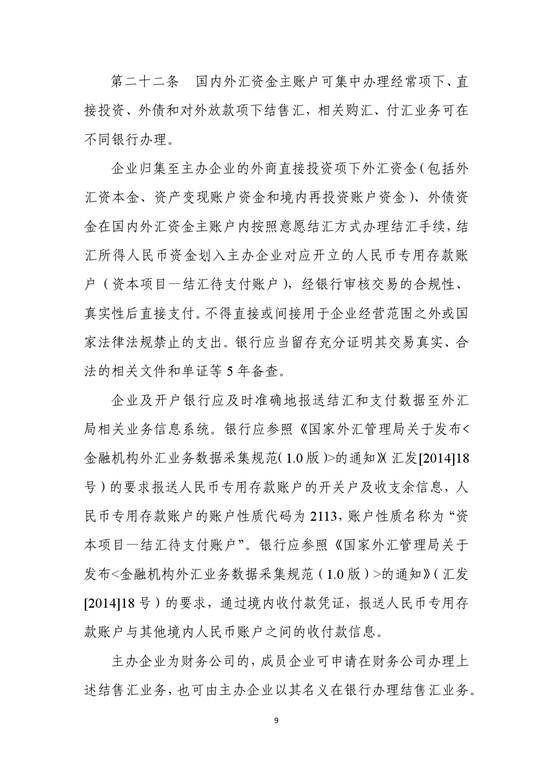 第二十二条　国内外汇资金主账户可集中办理经常项下、直
接投资、外债和对外放款项下结售汇，相关购汇、付汇业务可在
不同银行办理。
企业归集至主办企业的外商直接投资项下外汇资金（包括外
汇资本金、资产变现账户资金和境内再投资账户资金）、外债资
金在国内外汇资金主账户内按照意愿结汇方式办理结汇手续，结
汇所得人民币资金划入主办企业对应开立的人民币专用存款账
户（资本项目—结汇待支付账户），经银行审核交易的合规性、
真实性后直接支付。不得直接或间接用于企业经营范围之外或国
家法律法规禁止的支出。银行应当留存充分证明其交易真实、合
法的相关文件和单证等 5 年备查。
企业及开户银行应及时准确地报送结汇和支付数据至外汇
局相关业务信息系统。银行应参照《国家外汇管理局关于发布<
金融机构外汇业务数据采集规范（1.0 版）>的通知》（汇发[2014]18
号）的要求报送人民币专用存款账户的开关户及收支余信息，人
民币专用存款账户的账户性质代码为 2113，账户性质名称为“资
本项目—结汇待支付账户”。银行应参照《国家外汇管理局关于
发布<金融机构外汇业务数据采集规范（1.0 版）>的通知》（汇发
[2014]18 号）的要求，通过境内收付款凭证，报送人民币专用存
款账户与其他境内人民币账户之间的收付款信息。
主办企业为财务公司的，成员企业可申请在财务公司办理上
述结售汇业务，也可由主办企业以其名义在银行办理结售汇业务。
9